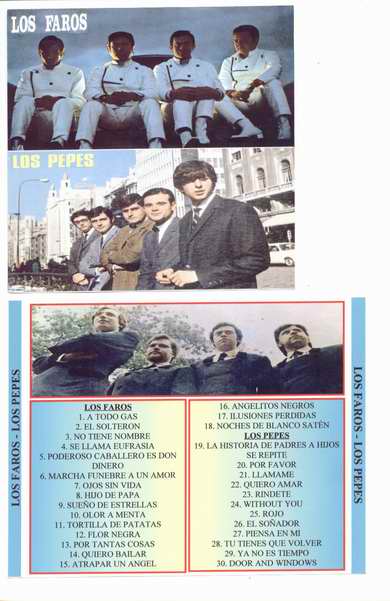 LOS FAROS
LOS PEPES
LOS FAROS - LOS PEPES
LOS FAROS
1. A TODO GAS
2. EL SOLTERON
3. NO TIENE NOMBRE
4. SE LLAMA EUFRASIA
5. PODEROSO CABALLERO ES DON
DINERO
6. MARCHA FUNEBRE A UN AMOR
7. OJOS SIN VIDA
8. HIJO DE PAPA
9. SUEÑO DE ESTRELLAS
10. OLOR A MENTA
11. TORTILLA DE PATATAS
12. FLOR NEGRA
13. POR TANTAS COSAS
14. QUIERO BAILAR
15. ATRAPAR UN ANGEL
16. ANGELITOS NEGROS
17. ILUSIONES PERDIDAS
18. NOCHES DE BLANCO SATÉN
LOS PEPES
19. LA HISTORIA DE PADRES A HIJOS
SE REPITE
20. POR FAVOR
21. LLAMAME
22. QUIERO AMAR
23. RINDETE
24. WITHOUT YOU
25. ROJO
26. EL SOÑADOR
27. PIENSA EN MI
28. TU TIENES QUE VOLVER
29. YA NO ES TIEMPO
30. DOOR AND WINDOWS
LOS FAROS - LOS PEPES